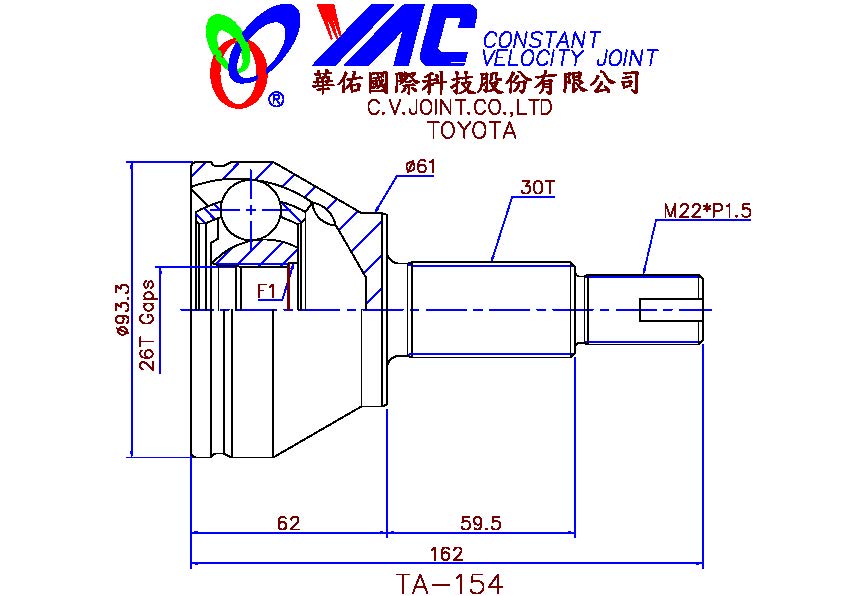 YAC CONSTANT
VELOCITY JOINT
®
華佑國際科技股份有限公司
C.V.JOINT.CO.,LTD
TOYOTA
ø61
30T
M22*P1.5
ø93.3
26T Gaps
F1
62
59.5
162
TA-154